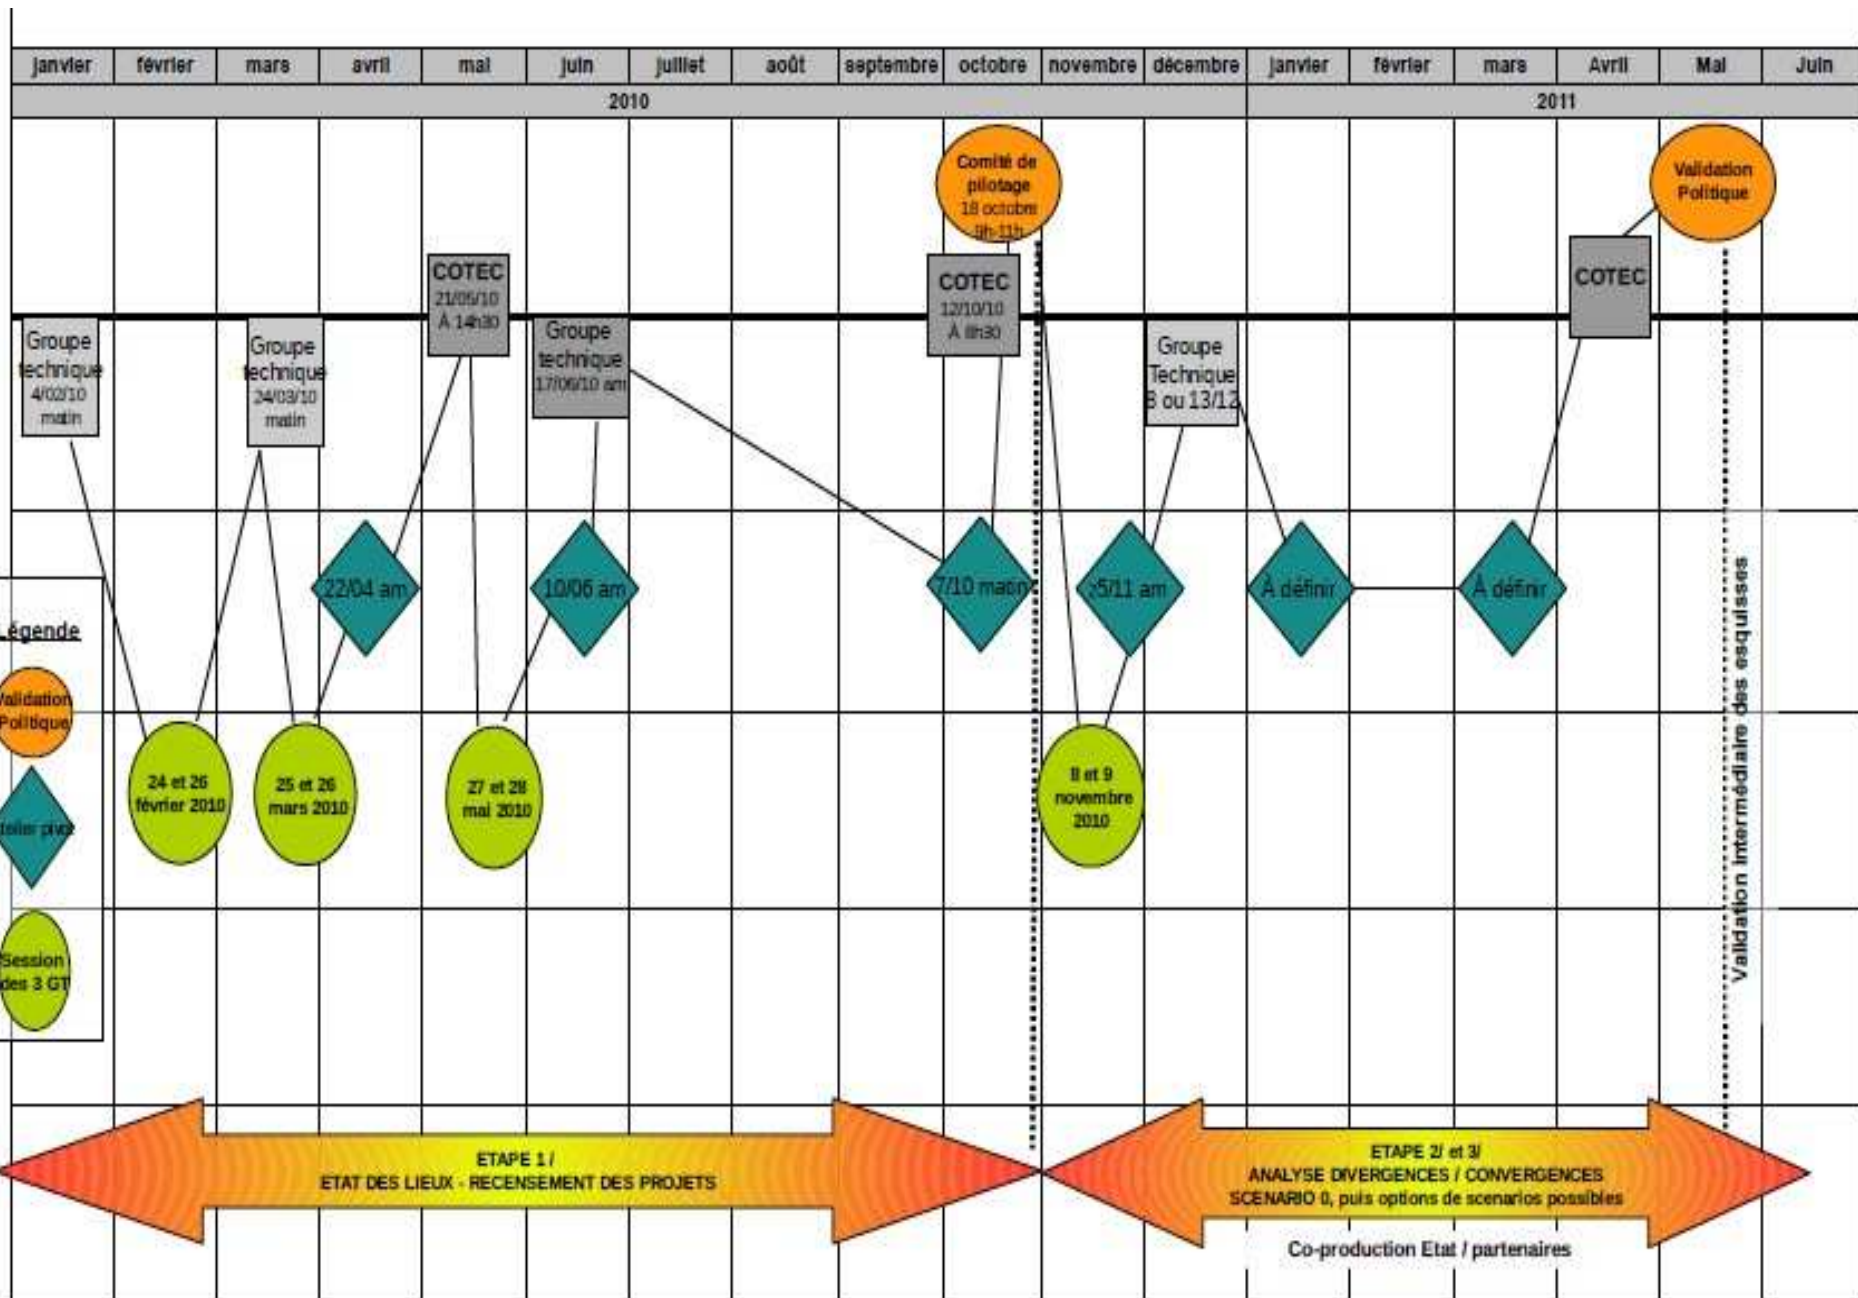 janvier février mars avril mai juin juillet août septembre octobre novembre décembre janvier février mars Avril Mai Juin
2010 2011
Comité de
pilotage
18 octobre
9h-11h
Validation
Politique
COTEC
21/05/10
À 14h30
COTEC
12/10/10
À 8h30
COTEC
Groupe
technique
4/02/10
matin
Groupe
technique
24/03/10
matin
Groupe
technique
17/06/10 am
Groupe
Technique
8 ou 13/12
22/04 am
10/06 am
7/10 matin
25/11 am
À définir
À définir
Légende
Validation
Politique
Session
des 3 GT
24 et 26
février 2010
25 et 26
mars 2010
27 et 28
mai 2010
8 et 9
novembre
2010
Validation intermédiaire des esquisses
ETAPE 1 /
ETAT DES LIEUX - RECENSEMENT DES PROJETS
ETAPE 2/ et 3/
ANALYSE DIVERGENCES / CONVERGENCES
SCENARIO 0, puis options de scenarios possibles
Co-production Etat / partenaires